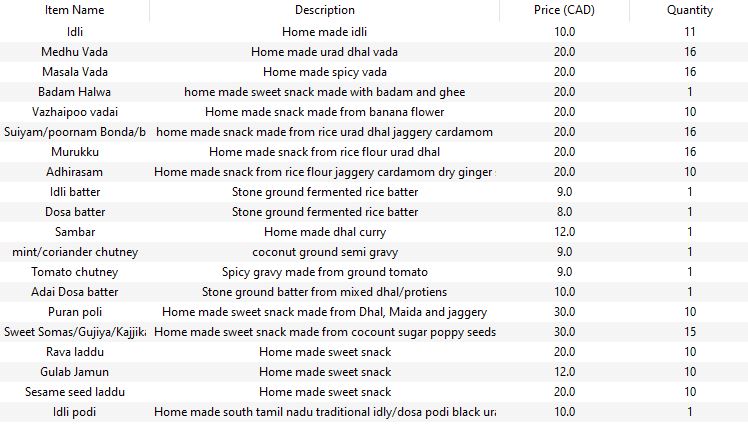 Item Name Description Price (CAD) Quantity
Idli Home made idli 10.0 11
Medhu Vada Home made urad dhal vada 20.0 16
Masala Vada Home made spicy vada 20.0 16
Badam Halwa home made sweet snack made with badam and ghee 20.0 1
Vazhaipoo vadai Home made snack made from banana flower 20.0 10
Suiyam/poornam Bonda/b home made snack made from rice urad dhal jaggery cardamom 20.0 16
Murukku Home made snack from rice flour urad dhal 20.0 16
Adhirasam Home made snack from rice flour jaggery cardamom dry ginger 20.0 10
Idli batter Stone ground fermented rice batter 9.0 1
Dosa batter Stone ground fermented rice batter 8.0 1
Sambar Home made dhal curry 12.0 1
mint/coriander chutney coconut ground semi gravy 9.0 1
Tomato chutney Spicy gravy made from ground tomato 9.0 1
Adai Dosa batter Stone ground batter from mixed dhal/protiens 10.0 1
Puran poli Home made sweet snack made from Dhal, Maida and jaggery 30.0 10
Sweet Somas/Gujiya/Kajjika Home made sweet snack made from cocount sugar poppy seeds 30.0 15
Rava laddu Home made sweet snack 20.0 10
Gulab Jamun Home made sweet snack 12.0 10
Sesame seed laddu Home made sweet snack 20.0 10
Idli podi Home made south tamil nadu traditional idly/dosa podi black ura 10.0 1